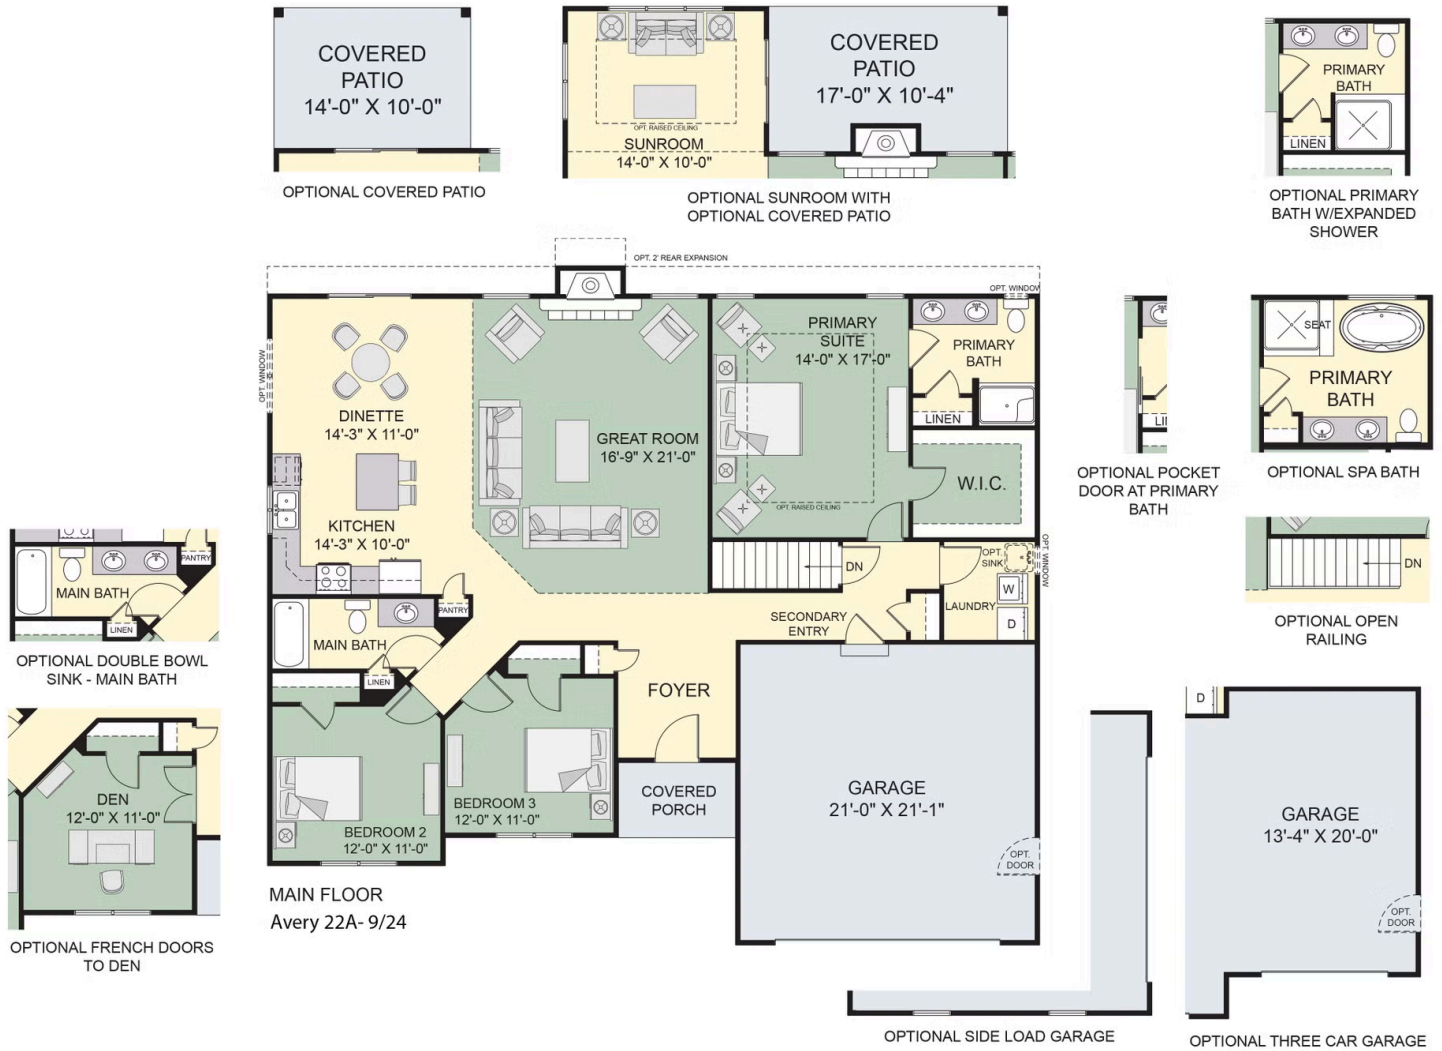 COVERED
PATIO
14'-0" X 10'-0"
OPTIONAL COVERED PATIO
OPT. RAISED CEILING
SUNROOM
14'-0" X 10'-0"
COVERED
PATIO
17'-0" X 10'-4"
OPTIONAL SUNROOM WITH
OPTIONAL COVERED PATIO
PRIMARY
BATH
LINEN
OPTIONAL PRIMARY
BATH W/EXPANDED
SHOWER
OPT. 2' REAR EXPANSION
OPT. WINDOW
OPT. WINDOW
DINETTE
14'-3" X 11'-0"
KITCHEN
14'-3" X 10'-0"
GREAT ROOM
16'-9" X 21'-0"
PRIMARY
SUITE
14'-0" X 17'-0"
OPT. RAISED CEILING
PRIMARY
BATH
LINEN
W.I.C.
DN
OPT.
SINK
OPT. WINDOW
W
LAUNDRY
D
SECONDARY
ENTRY
PANTRY
MAIN BATH
LINEN
FOYER
BEDROOM 2
12'-0" X 11'-0"
BEDROOM 3
12'-0" X 11'-0"
COVERED
PORCH
GARAGE
21'-0" X 21'-1"
OPT.
DOOR
MAIN FLOOR
Avery 22A- 9/24
LI
OPTIONAL POCKET
DOOR AT PRIMARY
BATH
SEAT
PRIMARY
BATH
OPTIONAL SPA BATH
DN
OPTIONAL OPEN
RAILING
PANTRY
MAIN BATH
LINEN
OPTIONAL DOUBLE BOWL
SINK - MAIN BATH
DEN
12'-0" X 11'-0"
OPTIONAL FRENCH DOORS
TO DEN
OPTIONAL SIDE LOAD GARAGE
D
GARAGE
13'-4" X 20'-0"
OPT.
DOOR
OPTIONAL THREE CAR GARAGE